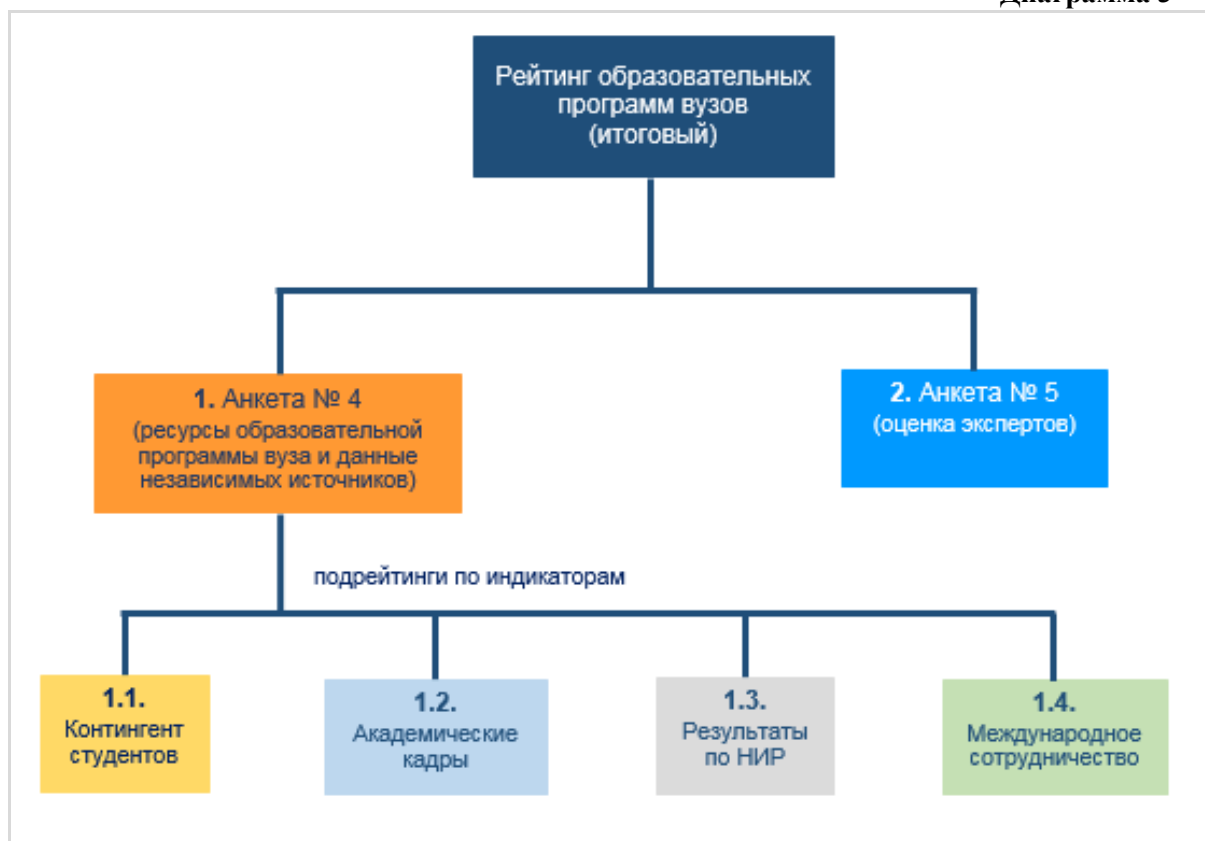 Рейтинг образовательных
программ вузов
(итоговый)
1. Анкета № 4
(ресурсы образовательной
программы вуза и данные
независимых источников)
2. Анкета № 5
(оценка экспертов)
подрейтинги по индикаторам
1.1.
Контингент
студентов
1.2.
Академические
кадры
1.3.
Результаты
по НИР
1.4.
Международное
сотрудничество